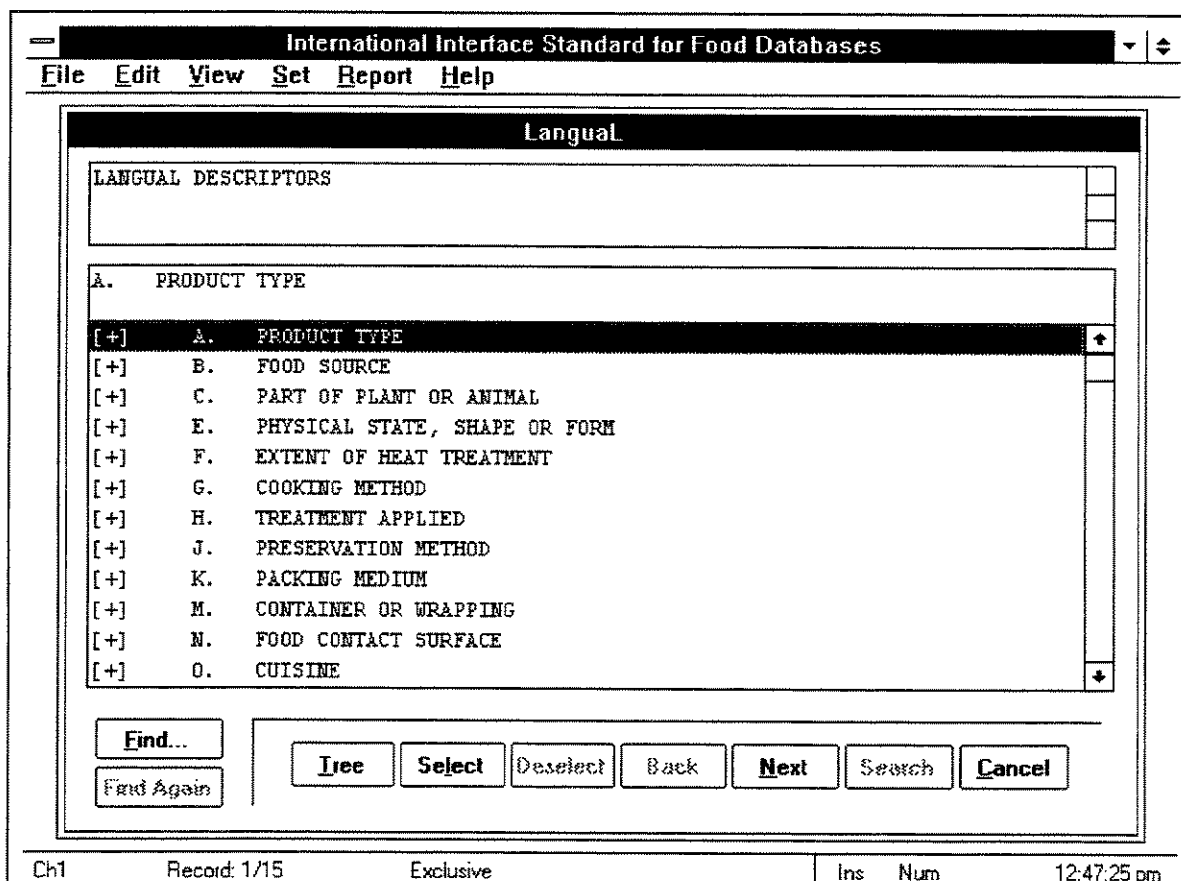 International Interface Standard for Food Databases
File Edit View Set Report Help
LanguaL
LANGUAL DESCRIPTORS
A. PRODUCT TYPE
[+] A. PRODUCT TYPE
[+] B. FOOD SOURCE
[+] C. PART OF PLANT OR ANIMAL
[+] E. PHYSICAL STATE, SHAPE OR FORM
[+] F. EXTENT OF HEAT TREATMENT
[+] G. COOKING METHOD
[+] H. TREATMENT APPLIED
[+] J. PRESERVATION METHOD
[+] K. PACKING MEDIUM
[+] M. CONTAINER OR WRAPPING
[+] N. FOOD CONTACT SURFACE
[+] O. CUISINE
Find...
Tree Select Deselect Back Next Search Cancel
Find Again
Ch1 Record: 1/15 Exclusive Ins Num 12:47:25 pm